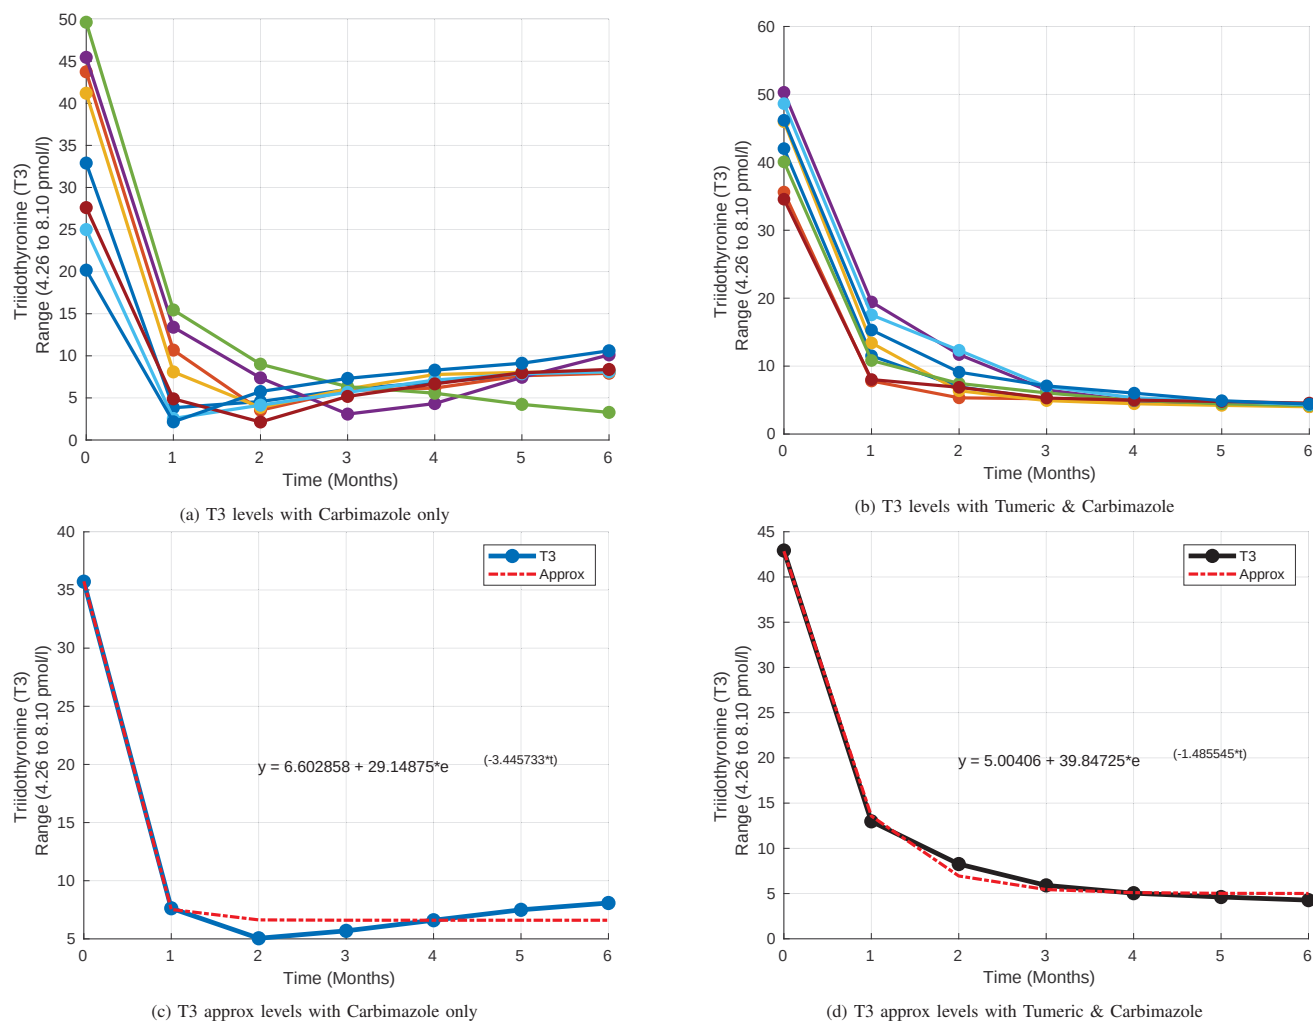 50
45
40
35
30
25
20
15
10
5
0
0 1 2 3 4 5 6
Triidothyronine (T3)
Range (4.26 to 8.10 pmol/l)
Time (Months)
(a) T3 levels with Carbimazole only
60
50
40
30
20
10
0
0 1 2 3 4 5 6
Triidothyronine (T3)
Range (4.26 to 8.10 pmol/l)
Time (Months)
(b) T3 levels with Tumeric & Carbimazole
40
35
30
25
20
15
10
5
0 1 2 3 4 5 6
Triidothyronine (T3)
Range (4.26 to 8.10 pmol/l)
T3
Approx
y = 6.602858 + 29.14875*e (-3.445733*t)
Time (Months)
(c) T3 approx levels with Carbimazole only
45
40
35
30
25
20
15
10
5
0
0 1 2 3 4 5 6
Triidothyronine (T3)
Range (4.26 to 8.10 pmol/l)
T3
Approx
y = 5.00406 + 39.84725*e (-1.485545*t)
Time (Months)
(d) T3 approx levels with Tumeric & Carbimazole